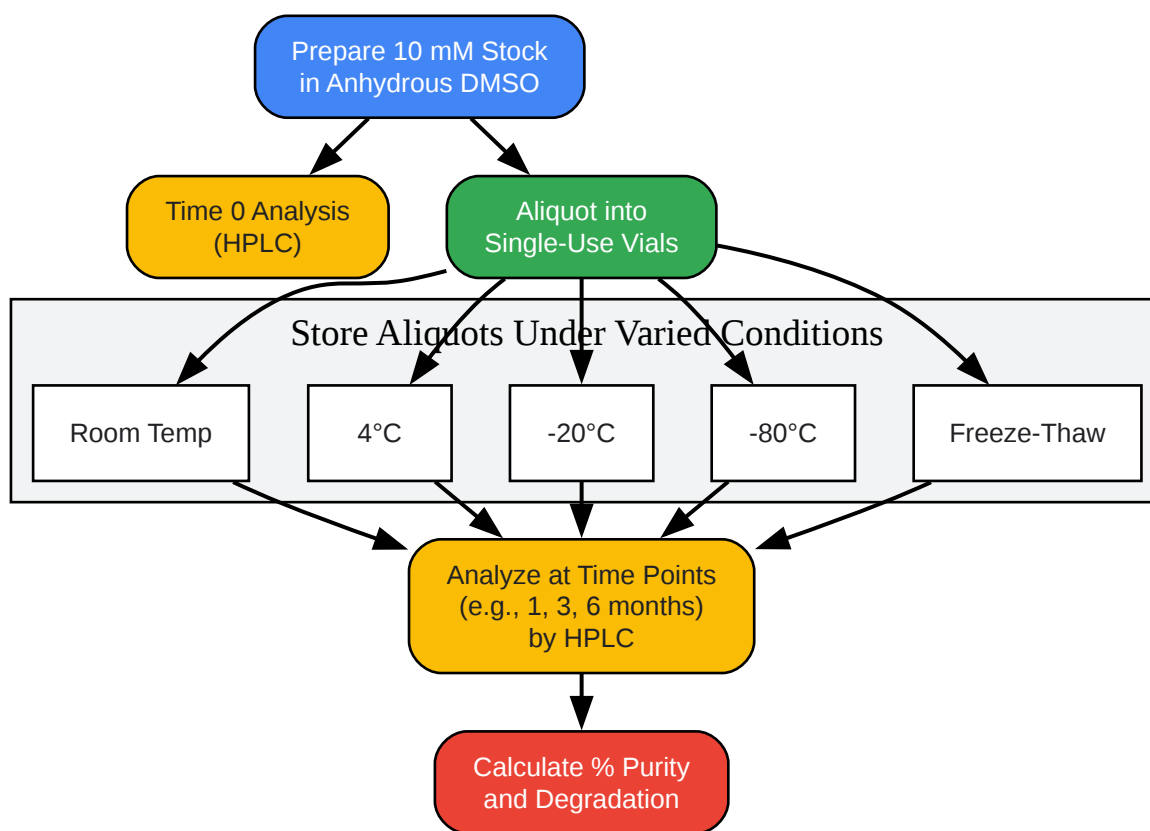 Prepare 10 mM Stock
in Anhydrous DMSO
Time 0 Analysis
(HPLC)
Aliquot into
Single-Use Vials
Store Aliquots Under Varied Conditions
Room Temp
4°C
-20°C
-80°C
Freeze-Thaw
Analyze at Time Points
(e.g., 1, 3, 6 months)
by HPLC
Calculate % Purity
and Degradation